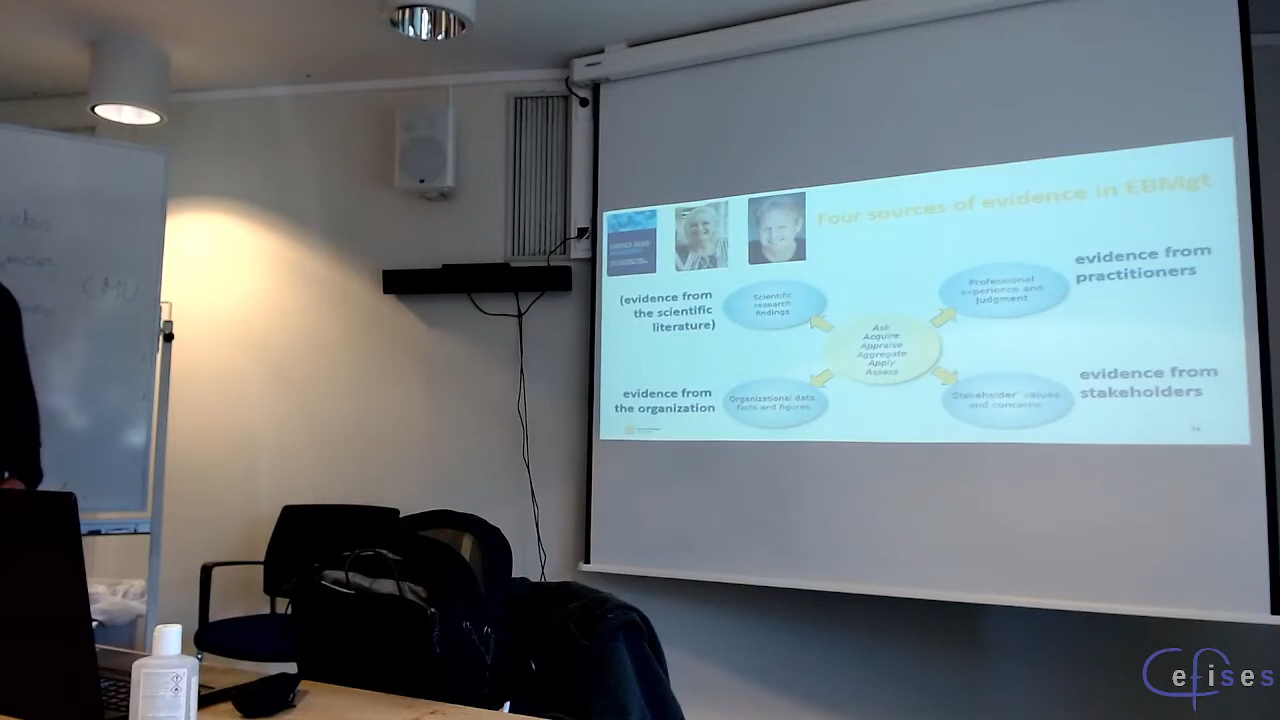 Four sources of evidence in EBMgt
(evidence from
the scientific
literature)
Scientific
research
findings
Professional
experience and
judgment
evidence from
practitioners
Ask
Acquire
Appraise
Aggregate
Apply
Assess
evidence from
the organization
Organizational data,
facts and figures
Stakeholder' values
and concerns
evidence from
stakeholders
CMU
efises